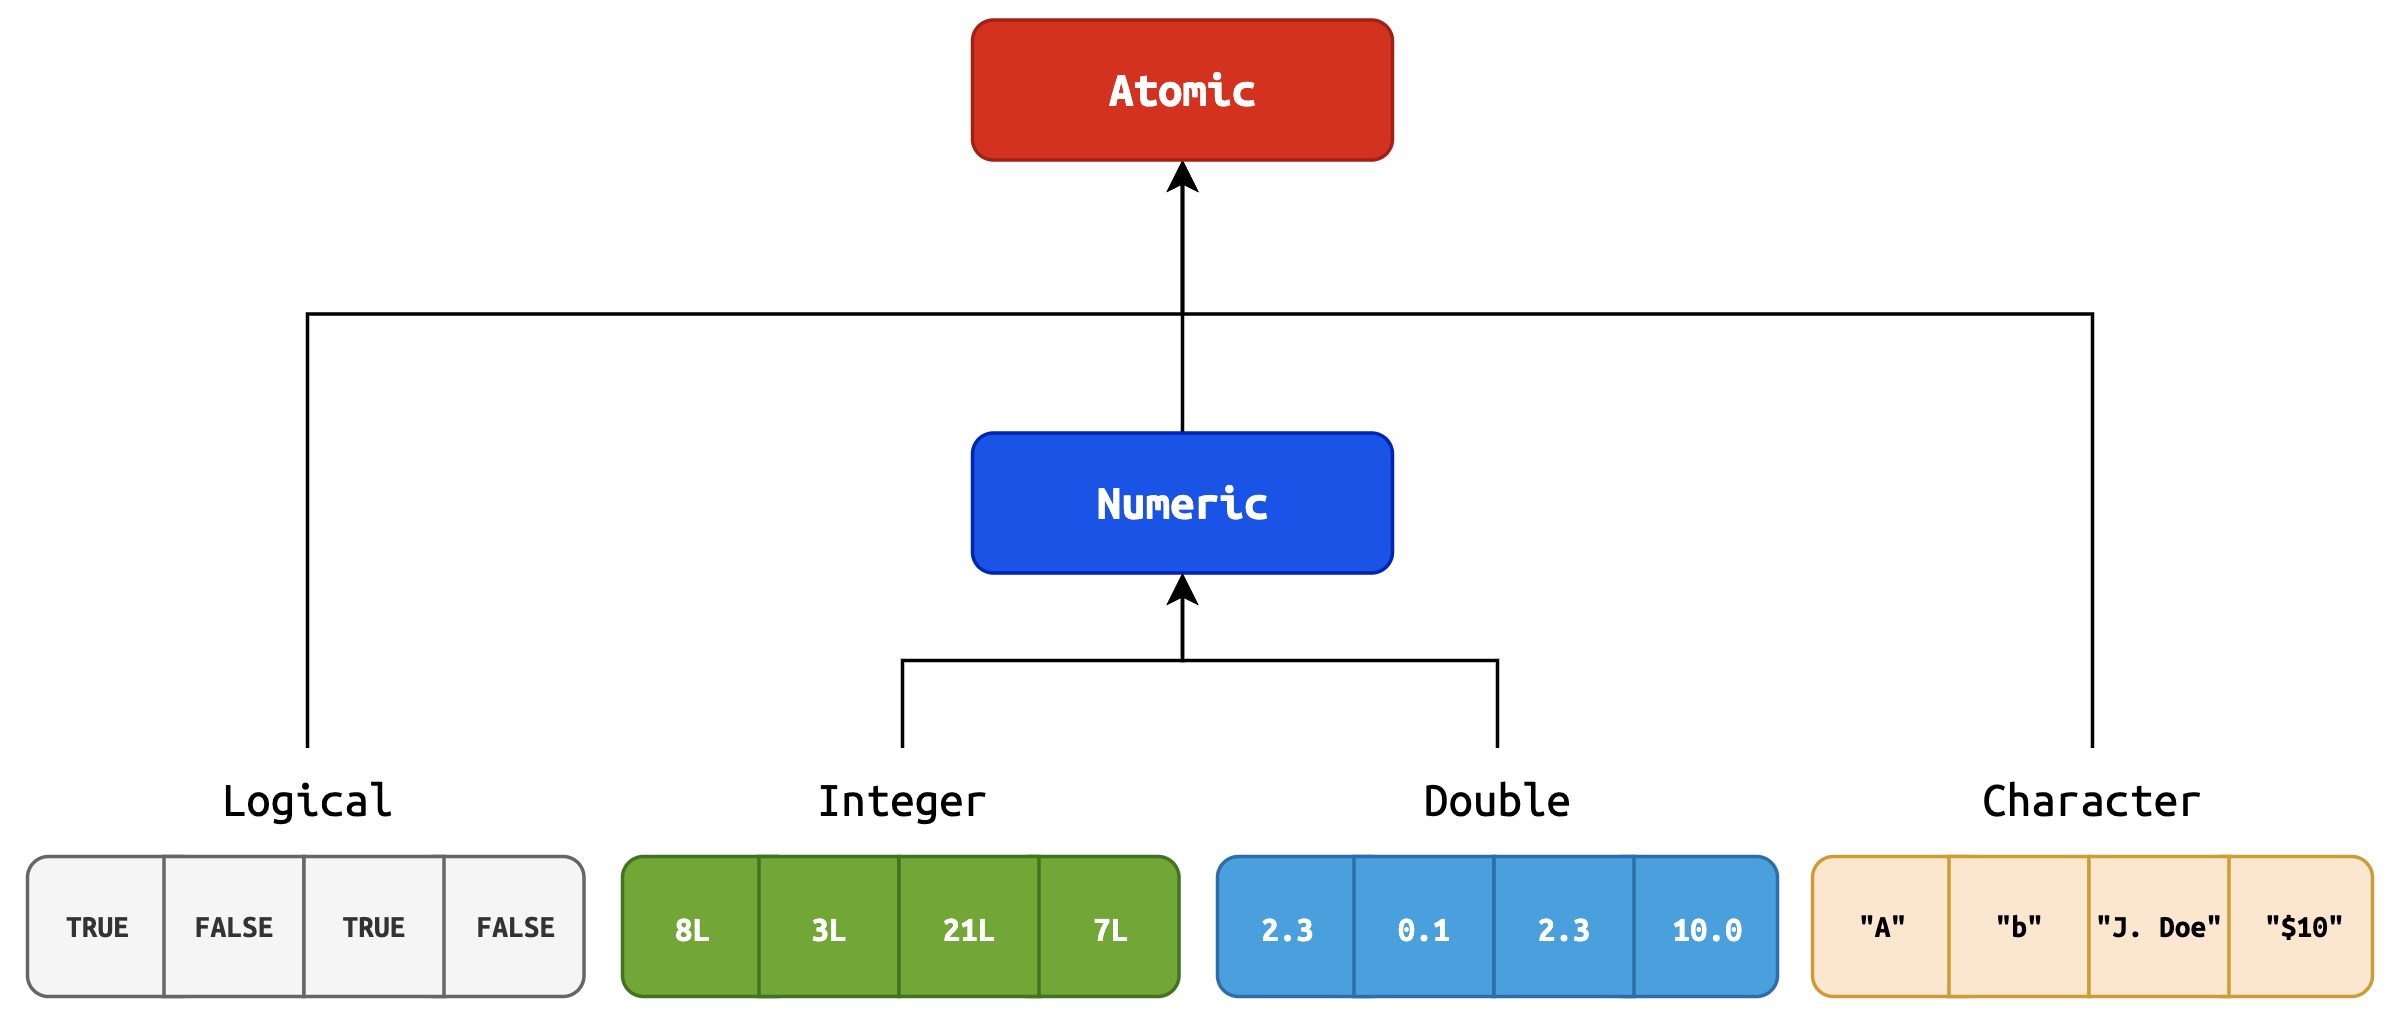 Atomic
Numeric
Logical Integer Double Character
TRUE FALSE TRUE FALSE 8L 3L 21L 7L 2.3 0.1 2.3 10.0 "A" "b" "J. Doe" "$10"